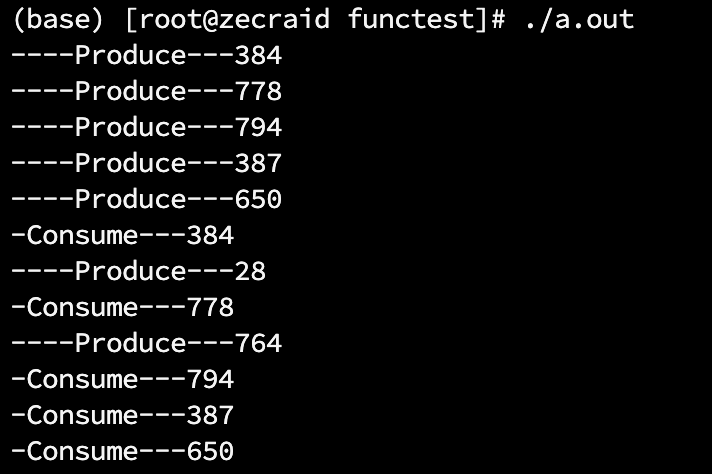 (base) [root@zecraid functest]# ./a.out
----Produce---384
----Produce---778
----Produce---794
----Produce---387
----Produce---650
-Consume---384
----Produce---28
-Consume---778
----Produce---764
-Consume---794
-Consume---387
-Consume---650